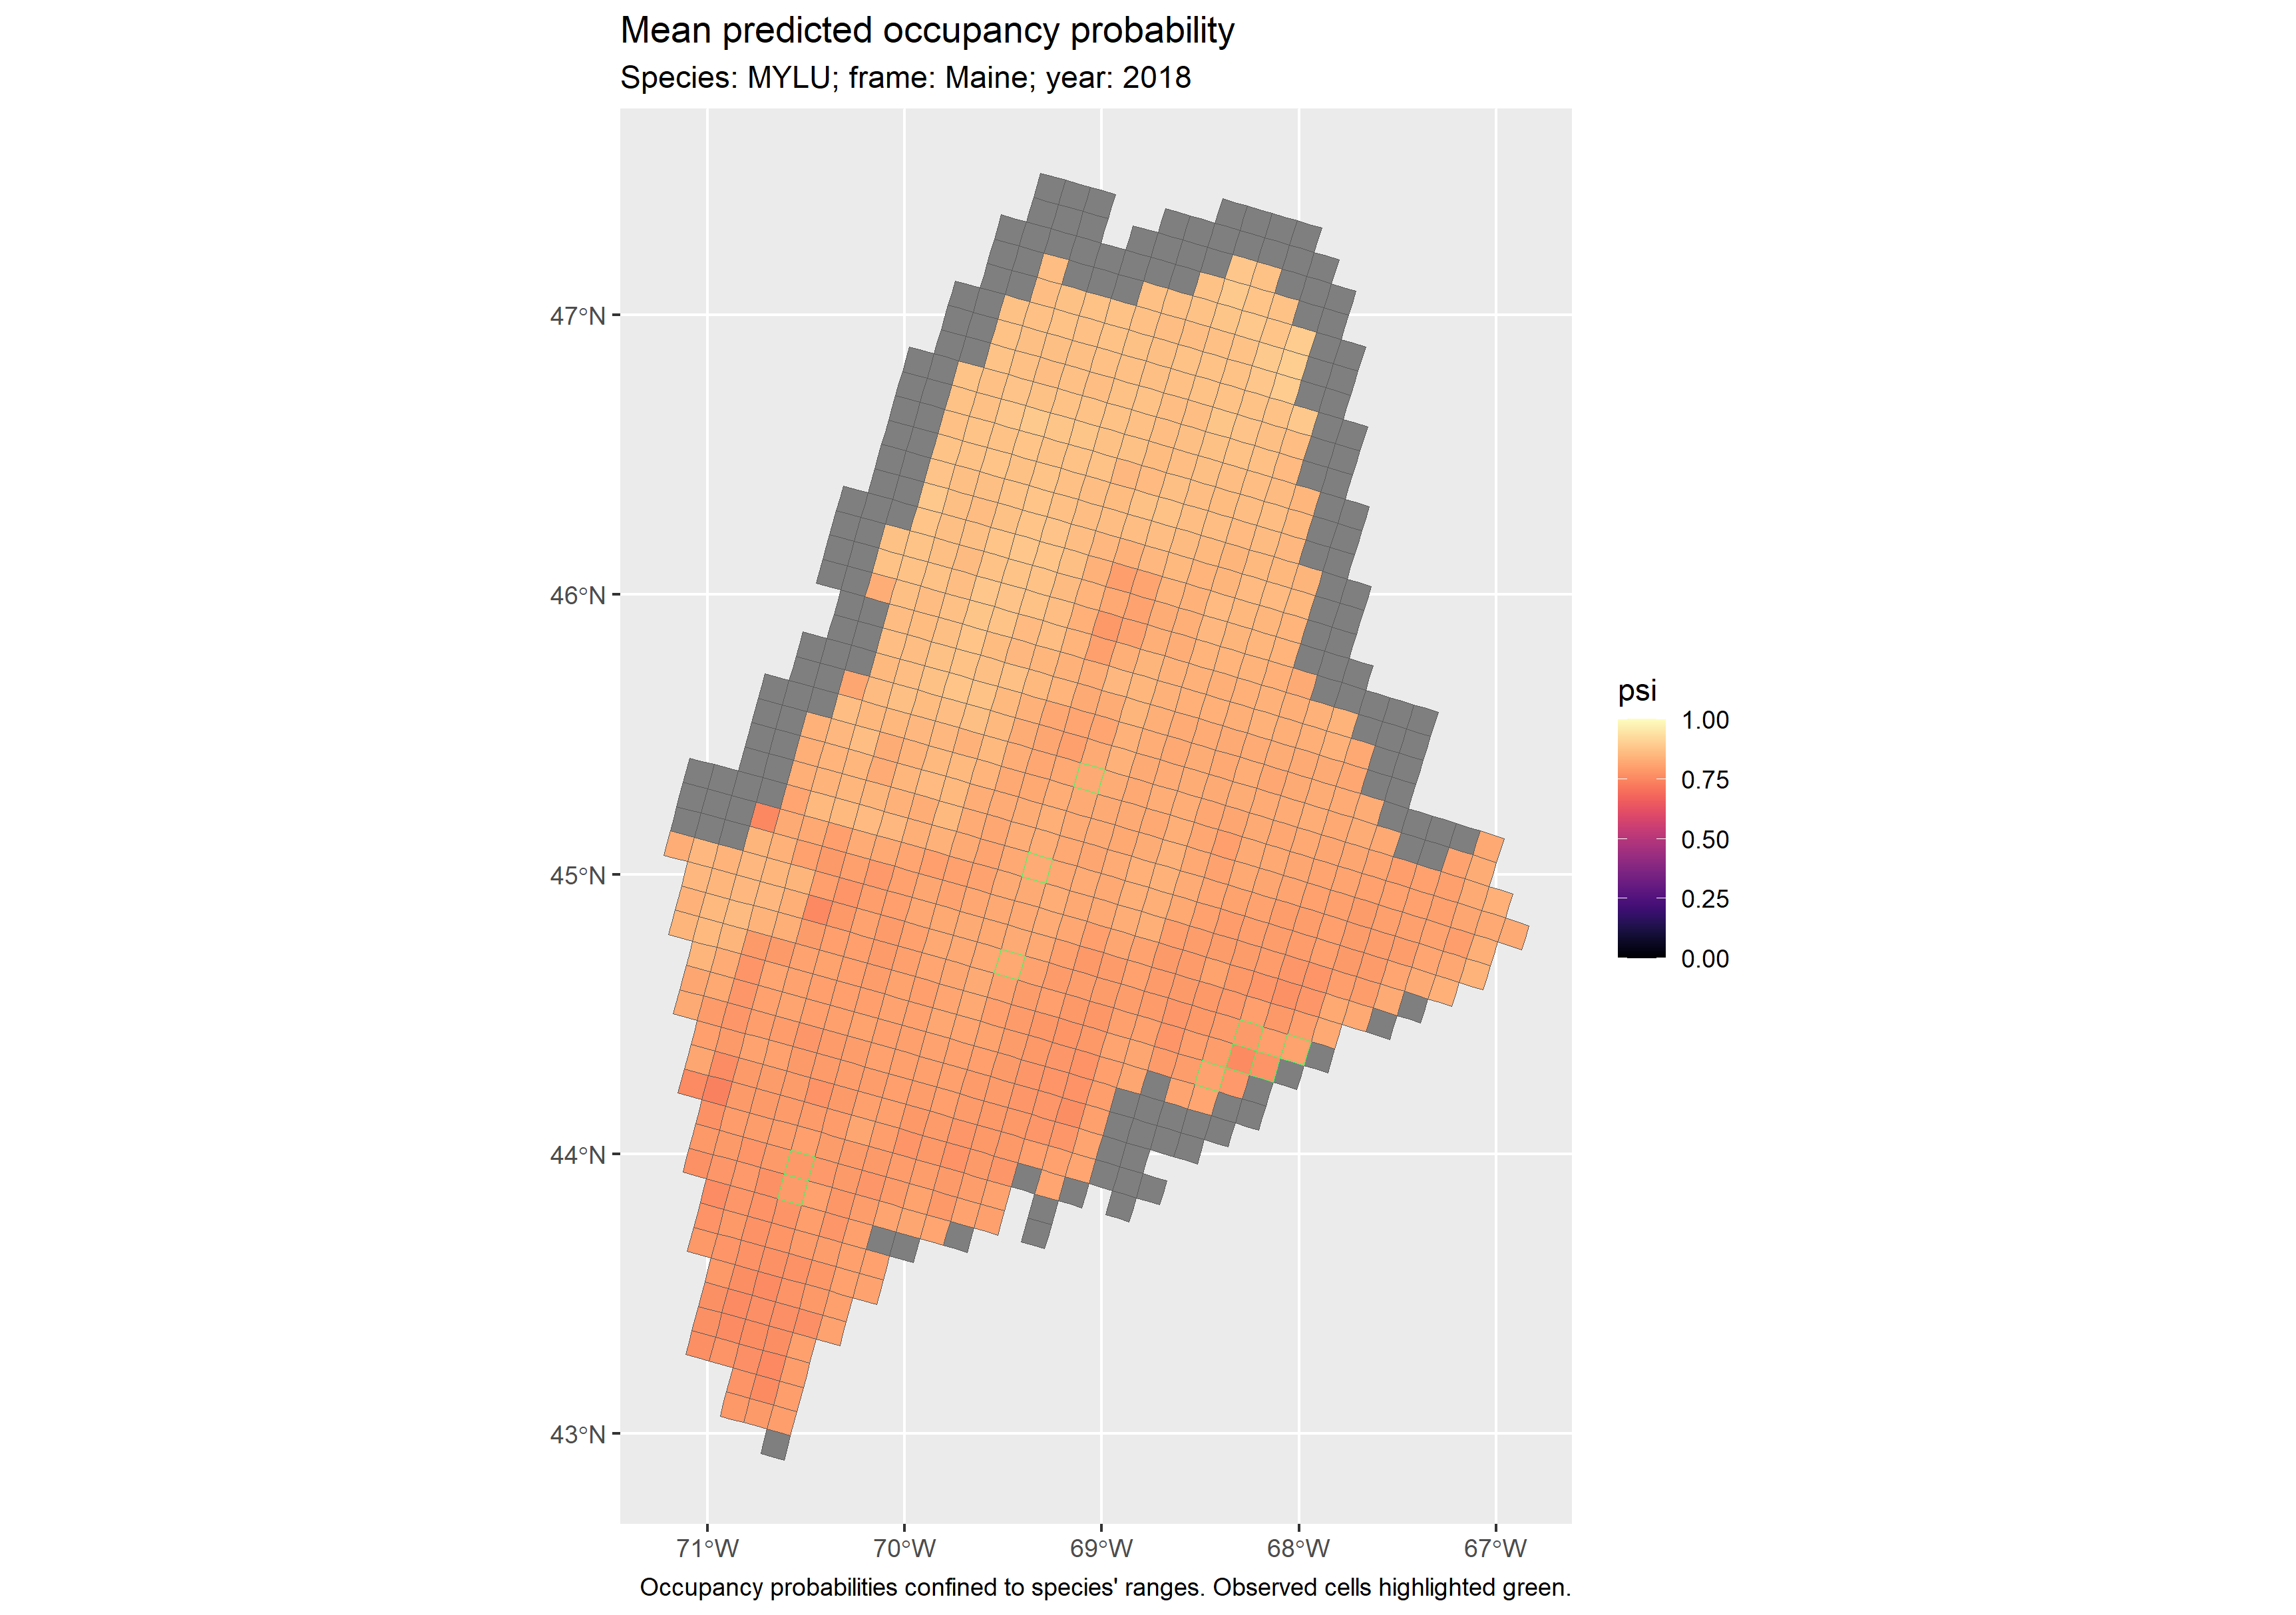 Mean predicted occupancy probability
Species: MYLU; frame: Maine; year: 2018
47°N
46°N
45°N
44°N
43°N
71°W
70°W
69°W
68°W
67°W
psi
1.00
0.75
0.50
0.25
0.00
Occupancy probabilities confined to species' ranges. Observed cells highlighted green.